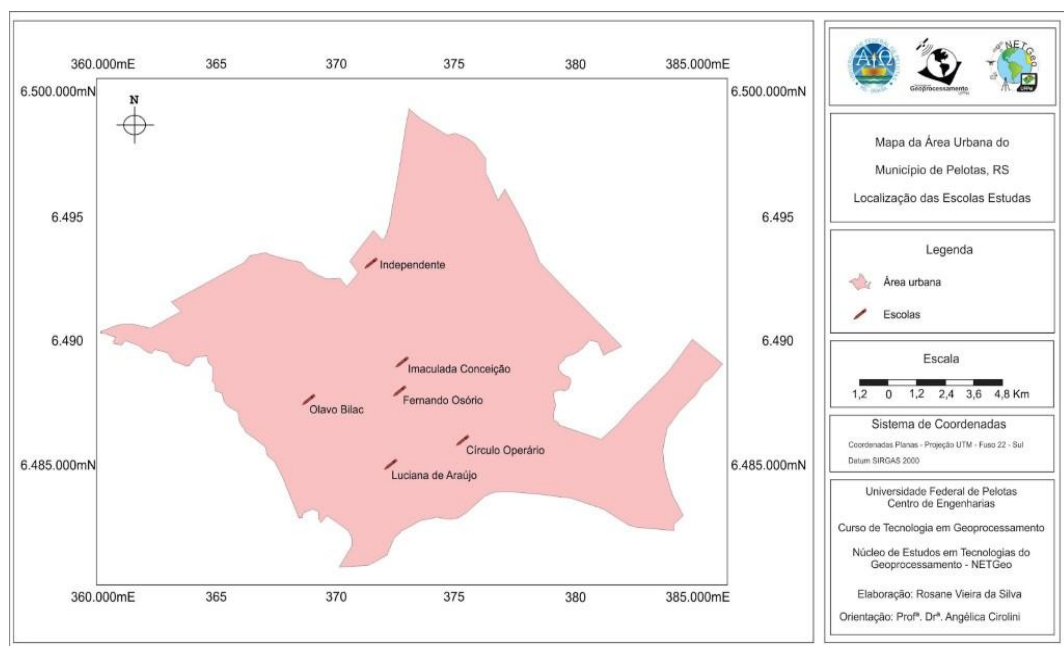 360.000mE 365 370 375 380 385.000mE
6.500.000mN 6.500.000mN
N
6.495 6.495
Independente
6.490 6.490
Imaculada Conceição
Fernando Osório
Olavo Bilac
Círculo Operário
6.485.000mN 6.485.000mN
Luciana de Araújo
360.000mE 365 370 375 380 385.000mE
NETGeo
Geoprocessamento
Mapa da Área Urbana do
Município de Pelotas, RS
Localização das Escolas Estudas
Legenda
Área urbana
Escolas
Escala
1,2 0 1,2 2,4 3,6 4,8 Km
Sistema de Coordenadas
Coordenadas Planas - Projeção UTM - Fuso 22 - Sul
Datum SIRGAS 2000
Universidade Federal de Pelotas
Centro de Engenharias
Curso de Tecnologia em Geoprocessamento
Núcleo de Estudos em Tecnologias do
Geoprocessamento - NETGeo
Elaboração: Rosane Vieira da Silva
Orientação: Profª. Drª. Angélica Cirolini